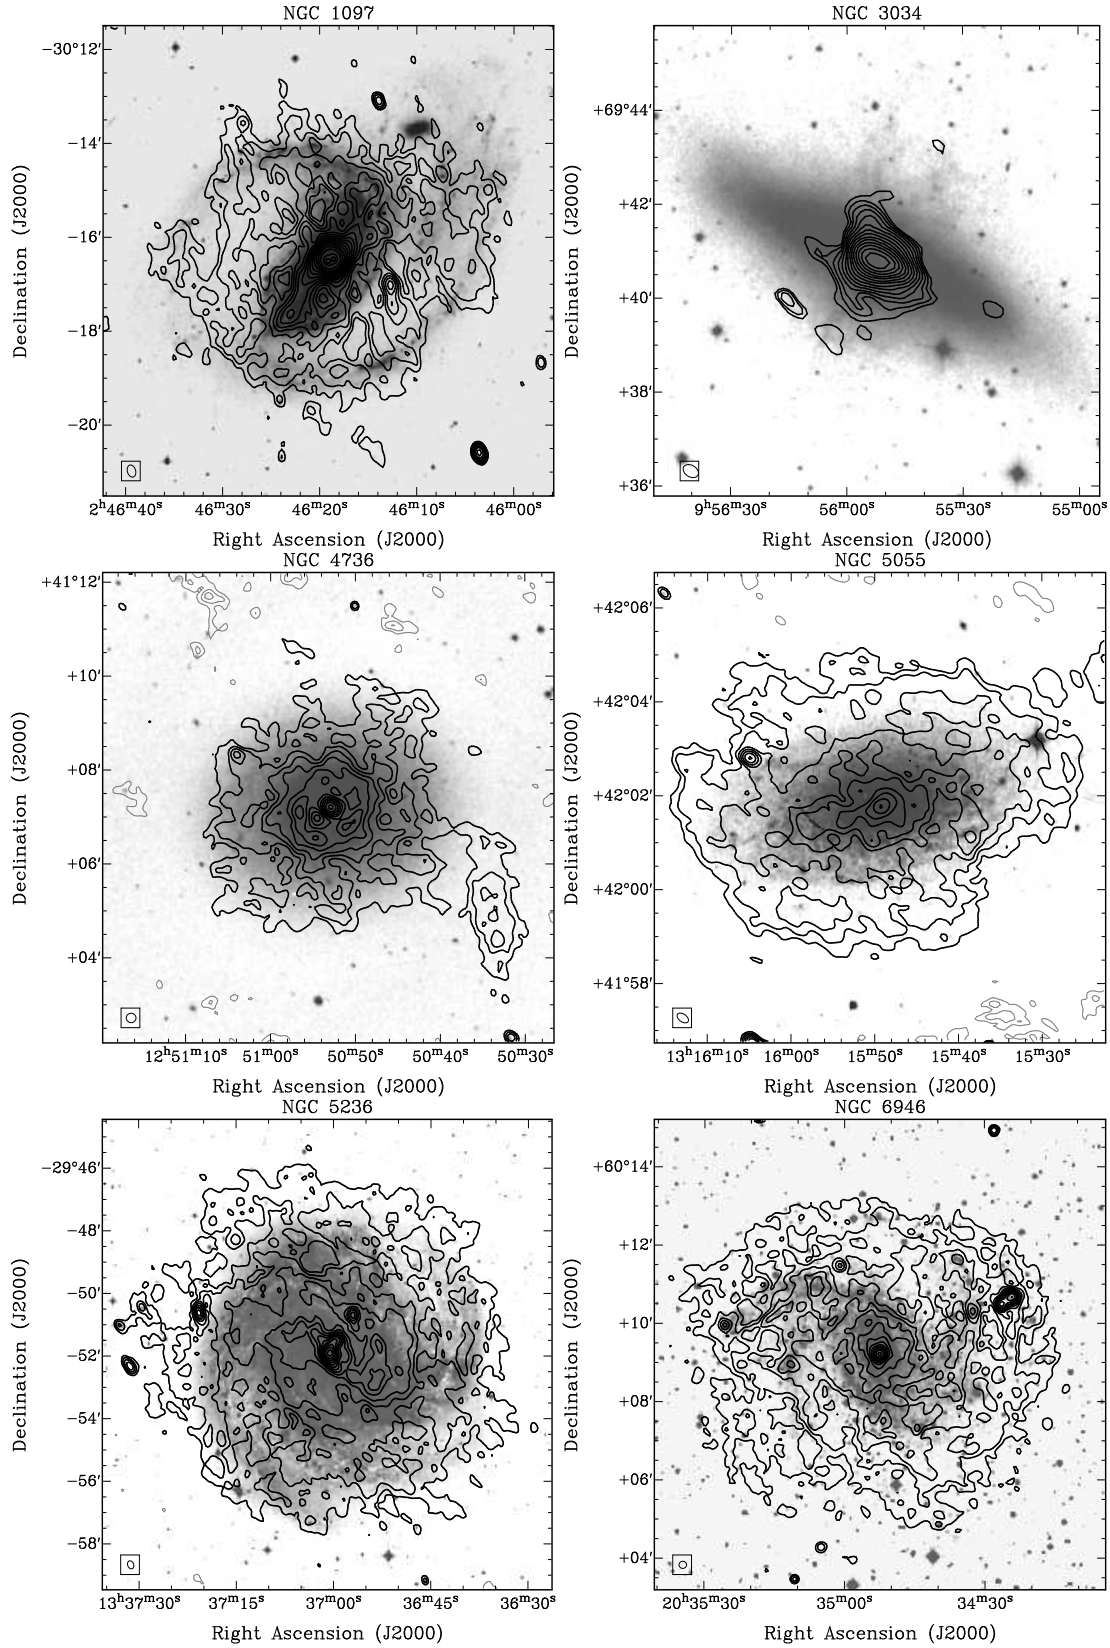 NGC 1097
−30°12′
−14′
−16′
−18′
−20′
Declination (J2000)
2ʰ46ᵐ40ˢ 46ᵐ30ˢ 46ᵐ20ˢ 46ᵐ10ˢ 46ᵐ00ˢ
Right Ascension (J2000)
NGC 3034
+69°44′
+42′
+40′
+38′
+36′
Declination (J2000)
9ʰ56ᵐ30ˢ 56ᵐ00ˢ 55ᵐ30ˢ 55ᵐ00ˢ
Right Ascension (J2000)
NGC 4736
+41°12′
+10′
+08′
+06′
+04′
Declination (J2000)
12ʰ51ᵐ10ˢ 51ᵐ00ˢ 50ᵐ50ˢ 50ᵐ40ˢ 50ᵐ30ˢ
Right Ascension (J2000)
NGC 5055
+42°06′
+42°04′
+42°02′
+42°00′
+41°58′
Declination (J2000)
13ʰ16ᵐ10ˢ 16ᵐ00ˢ 15ᵐ50ˢ 15ᵐ40ˢ 15ᵐ30ˢ
Right Ascension (J2000)
NGC 5236
−29°46′
−48′
−50′
−52′
−54′
−56′
−58′
Declination (J2000)
13ʰ37ᵐ30ˢ 37ᵐ15ˢ 37ᵐ00ˢ 36ᵐ45ˢ 36ᵐ30ˢ
Right Ascension (J2000)
NGC 6946
+60°14′
+12′
+10′
+08′
+06′
+04′
Declination (J2000)
20ʰ35ᵐ30ˢ 35ᵐ00ˢ 34ᵐ30ˢ
Right Ascension (J2000)